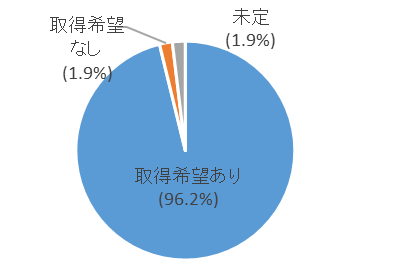 取得希望
なし
(1.9%)
未定
(1.9%)
取得希望あり
(96.2%)